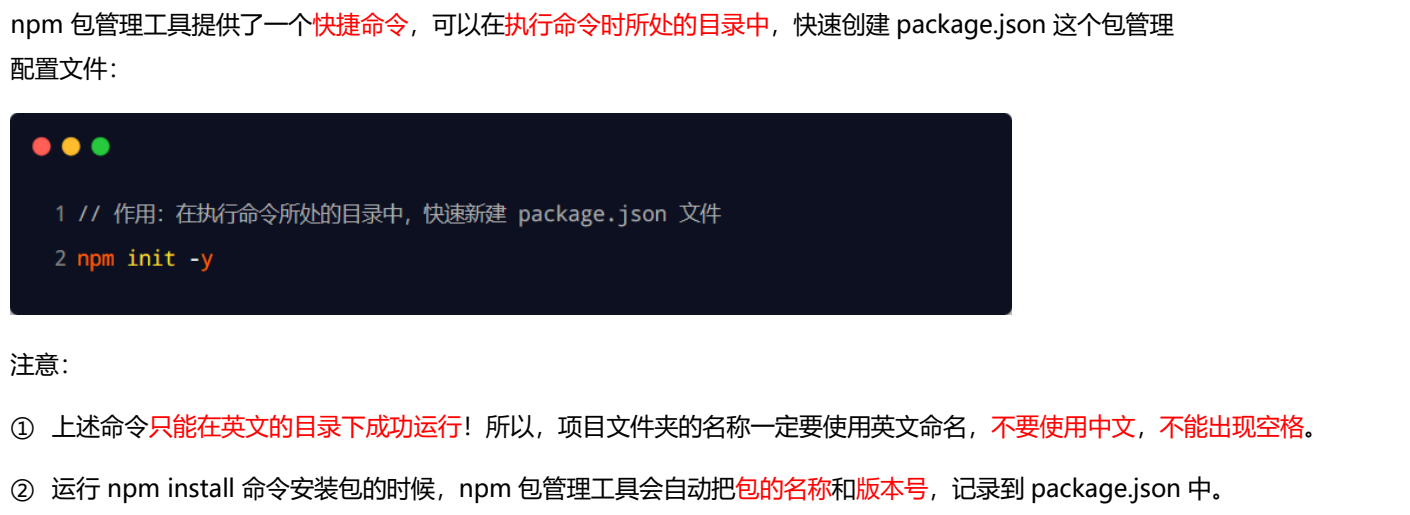 npm 包管理工具提供了一个快捷命令，可以在执行命令时所处的目录中，快速创建 package.json 这个包管理
配置文件：
1 // 作用：在执行命令所处的目录中，快速新建 package.json 文件
2 npm init -y
注意：
① 上述命令只能在英文的目录下成功运行！所以，项目文件夹的名称一定要使用英文命名，不要使用中文，不能出现空格。
② 运行 npm install 命令安装包的时候，npm 包管理工具会自动把包的名称和版本号，记录到 package.json 中。